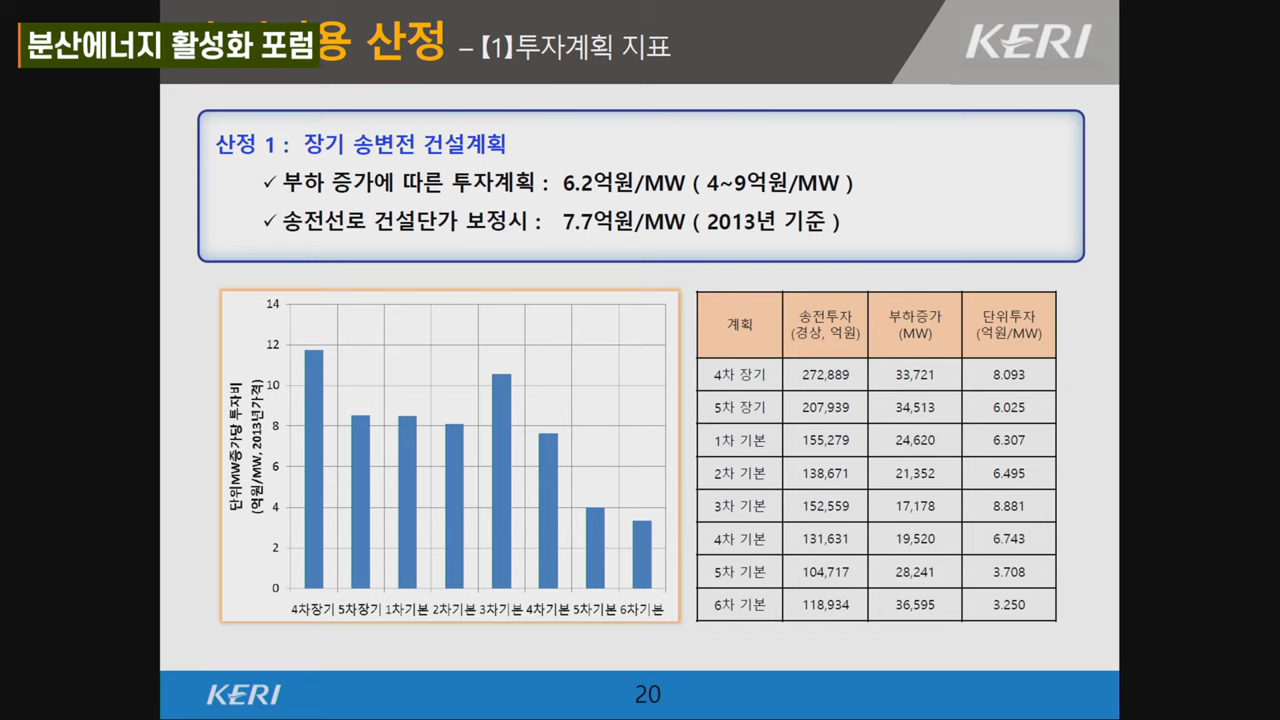 분산에너지 활성화 포럼
용 산정 – 【1】투자계획 지표
KERI
산정 1 : 장기 송변전 건설계획
✓ 부하 증가에 따른 투자계획 : 6.2억원/MW ( 4~9억원/MW )
✓ 송전선로 건설단가 보정시 : 7.7억원/MW ( 2013년 기준 )
단위MW증가당 투자비
(억원/MW, 2013년가격)
14
12
10
8
6
4
2
0
4차장기 5차장기 1차기본 2차기본 3차기본 4차기본 5차기본 6차기본
계획 송전투자 (경상, 억원) 부하증가 (MW) 단위투자 (억원/MW)
4차 장기 272,889 33,721 8.093
5차 장기 207,939 34,513 6.025
1차 기본 155,279 24,620 6.307
2차 기본 138,671 21,352 6.495
3차 기본 152,559 17,178 8.881
4차 기본 131,631 19,520 6.743
5차 기본 104,717 28,241 3.708
6차 기본 118,934 36,595 3.250
KERI
20